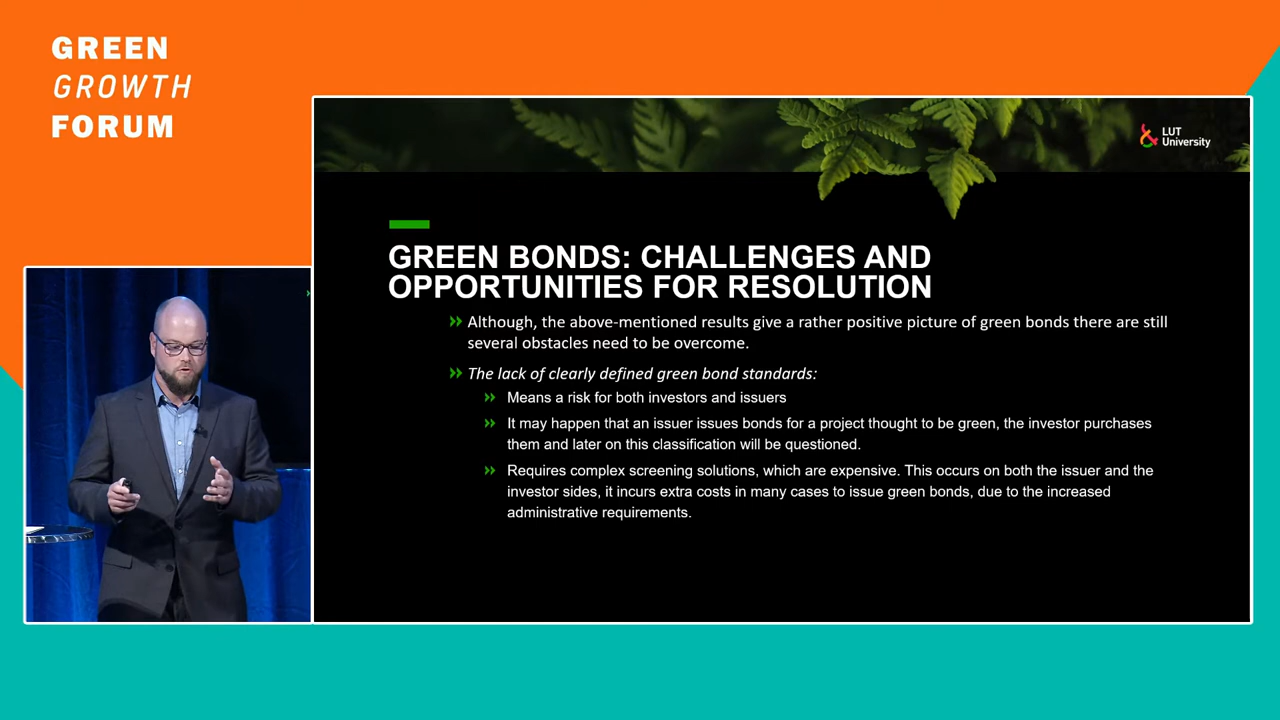 GREEN
GROWTH
FORUM
LUT
University
GREEN BONDS: CHALLENGES AND
OPPORTUNITIES FOR RESOLUTION
Although, the above-mentioned results give a rather positive picture of green bonds there are still
several obstacles need to be overcome.
The lack of clearly defined green bond standards:
Means a risk for both investors and issuers
It may happen that an issuer issues bonds for a project thought to be green, the investor purchases
them and later on this classification will be questioned.
Requires complex screening solutions, which are expensive. This occurs on both the issuer and the
investor sides, it incurs extra costs in many cases to issue green bonds, due to the increased
administrative requirements.